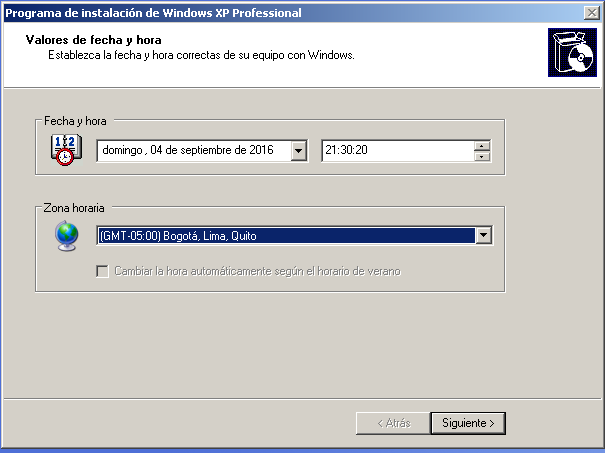 Programa de instalación de Windows XP Professional
Valores de fecha y hora
Establezca la fecha y hora correctas de su equipo con Windows.
Fecha y hora
domingo , 04 de septiembre de 2016
21:30:20
Zona horaria
(GMT-05:00) Bogotá, Lima, Quito
Cambiar la hora automáticamente según el horario de verano
< Atrás
Siguiente >